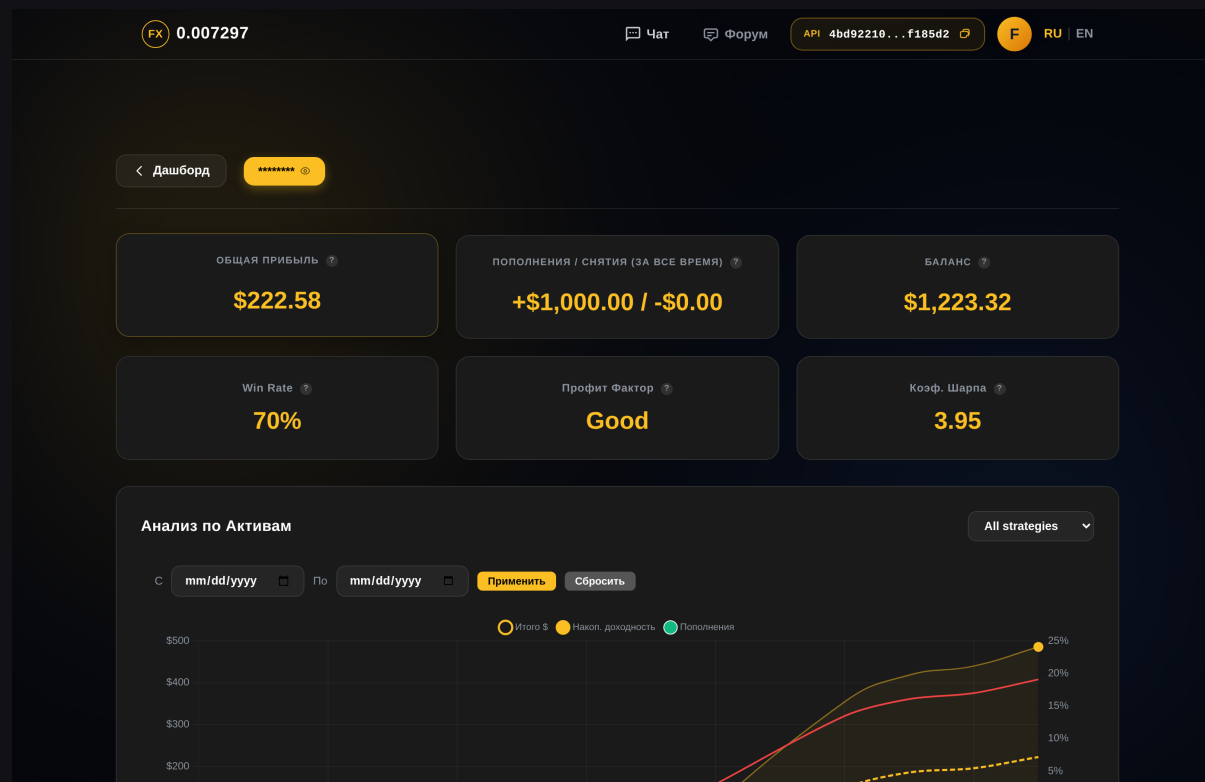 FX 0.007297 Чат Форум API 4bd92210...f185d2 F RU | EN
Дашборд ********
ОБЩАЯ ПРИБЫЛЬ ?
$222.58
ПОПОЛНЕНИЯ / СНЯТИЯ (ЗА ВСЕ ВРЕМЯ) ?
+$1,000.00 / -$0.00
БАЛАНС ?
$1,223.32
Win Rate ?
70%
Профит Фактор ?
Good
Коэф. Шарпа ?
3.95
Анализ по Активам All strategies
С mm/dd/yyyy По mm/dd/yyyy Применить Сбросить
Итого $ Накоп. доходность Пополнения
$500 25%
$400 20%
15%
$300
10%
$200
5%